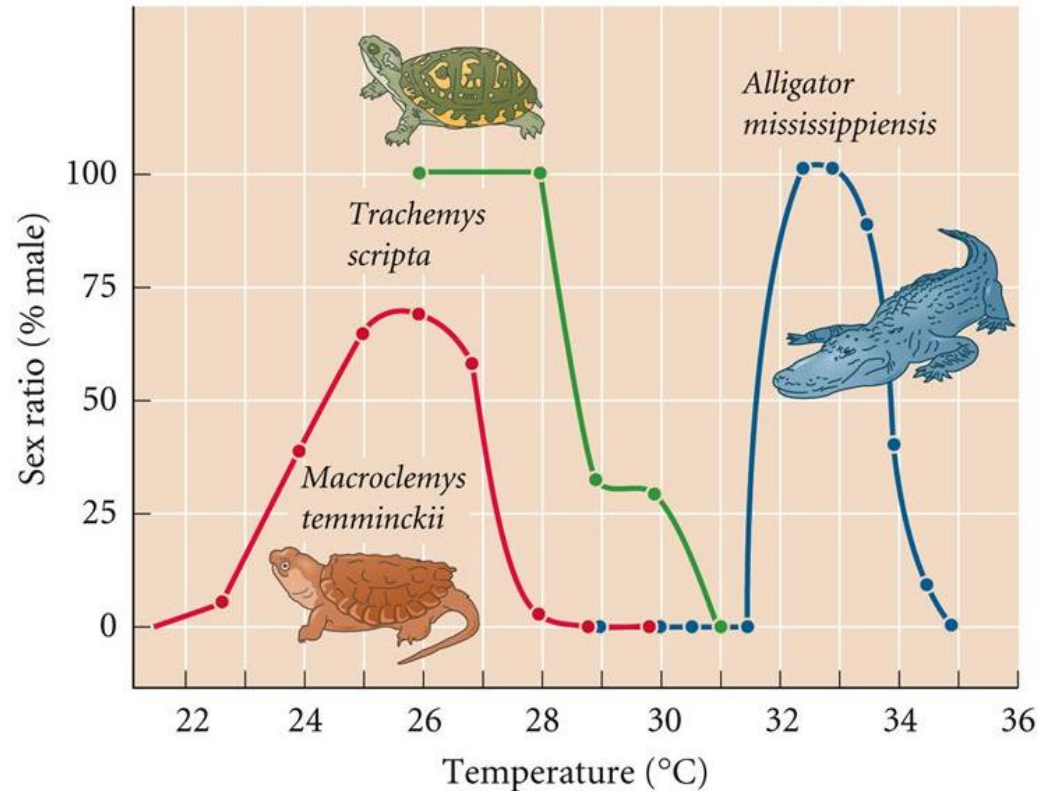 Alligator
mississippiensis
100
Trachemys
scripta
75
50
Macroclemys
temminckii
25
0
Sex ratio (% male)
22 24 26 28 30 32 34 36
Temperature (°C)